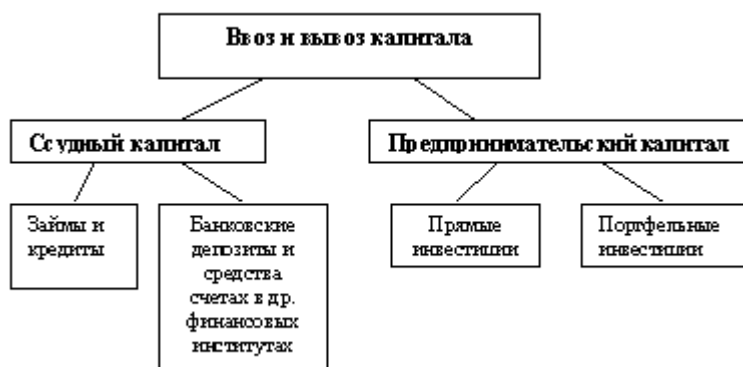 Ввоз и вывоз капитала
Ссудный капитал
Предпринимательский капитал
Займы и
кредиты
Банковские
депозиты и
средства
счетах в др.
финансовых
институтах
Прямые
инвестиции
Портфельные
инвестиции